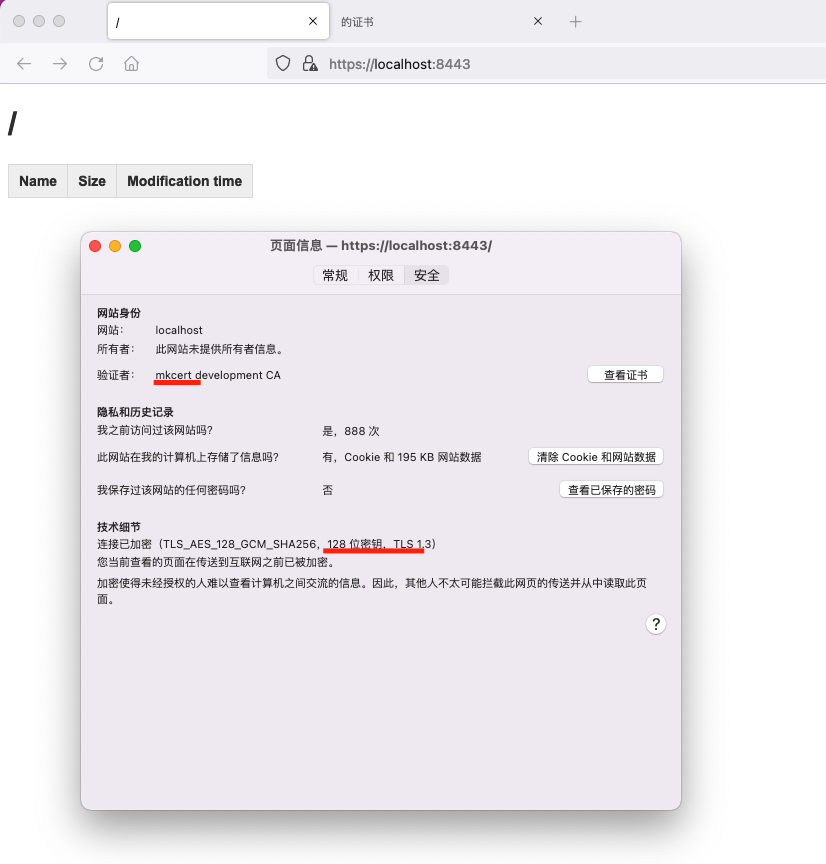 /
的证书
https://localhost:8443
/
Name Size Modification time
页面信息 — https://localhost:8443/
常规 权限 安全
网站身份
网站： localhost
所有者： 此网站未提供所有者信息。
验证者： mkcert development CA 查看证书
隐私和历史记录
我之前访问过该网站吗? 是，888 次
此网站在我的计算机上存储了信息吗? 有，Cookie 和 195 KB 网站数据 清除 Cookie 和网站数据
我保存过该网站的任何密码吗? 否 查看已保存的密码
技术细节
连接已加密（TLS_AES_128_GCM_SHA256，128 位密钥，TLS 1.3）
您当前查看的页面在传送到互联网之前已被加密。
加密使得未经授权的人难以查看计算机之间交流的信息。因此，其他人不太可能拦截此网页的传送并从中读取此页
面。
?